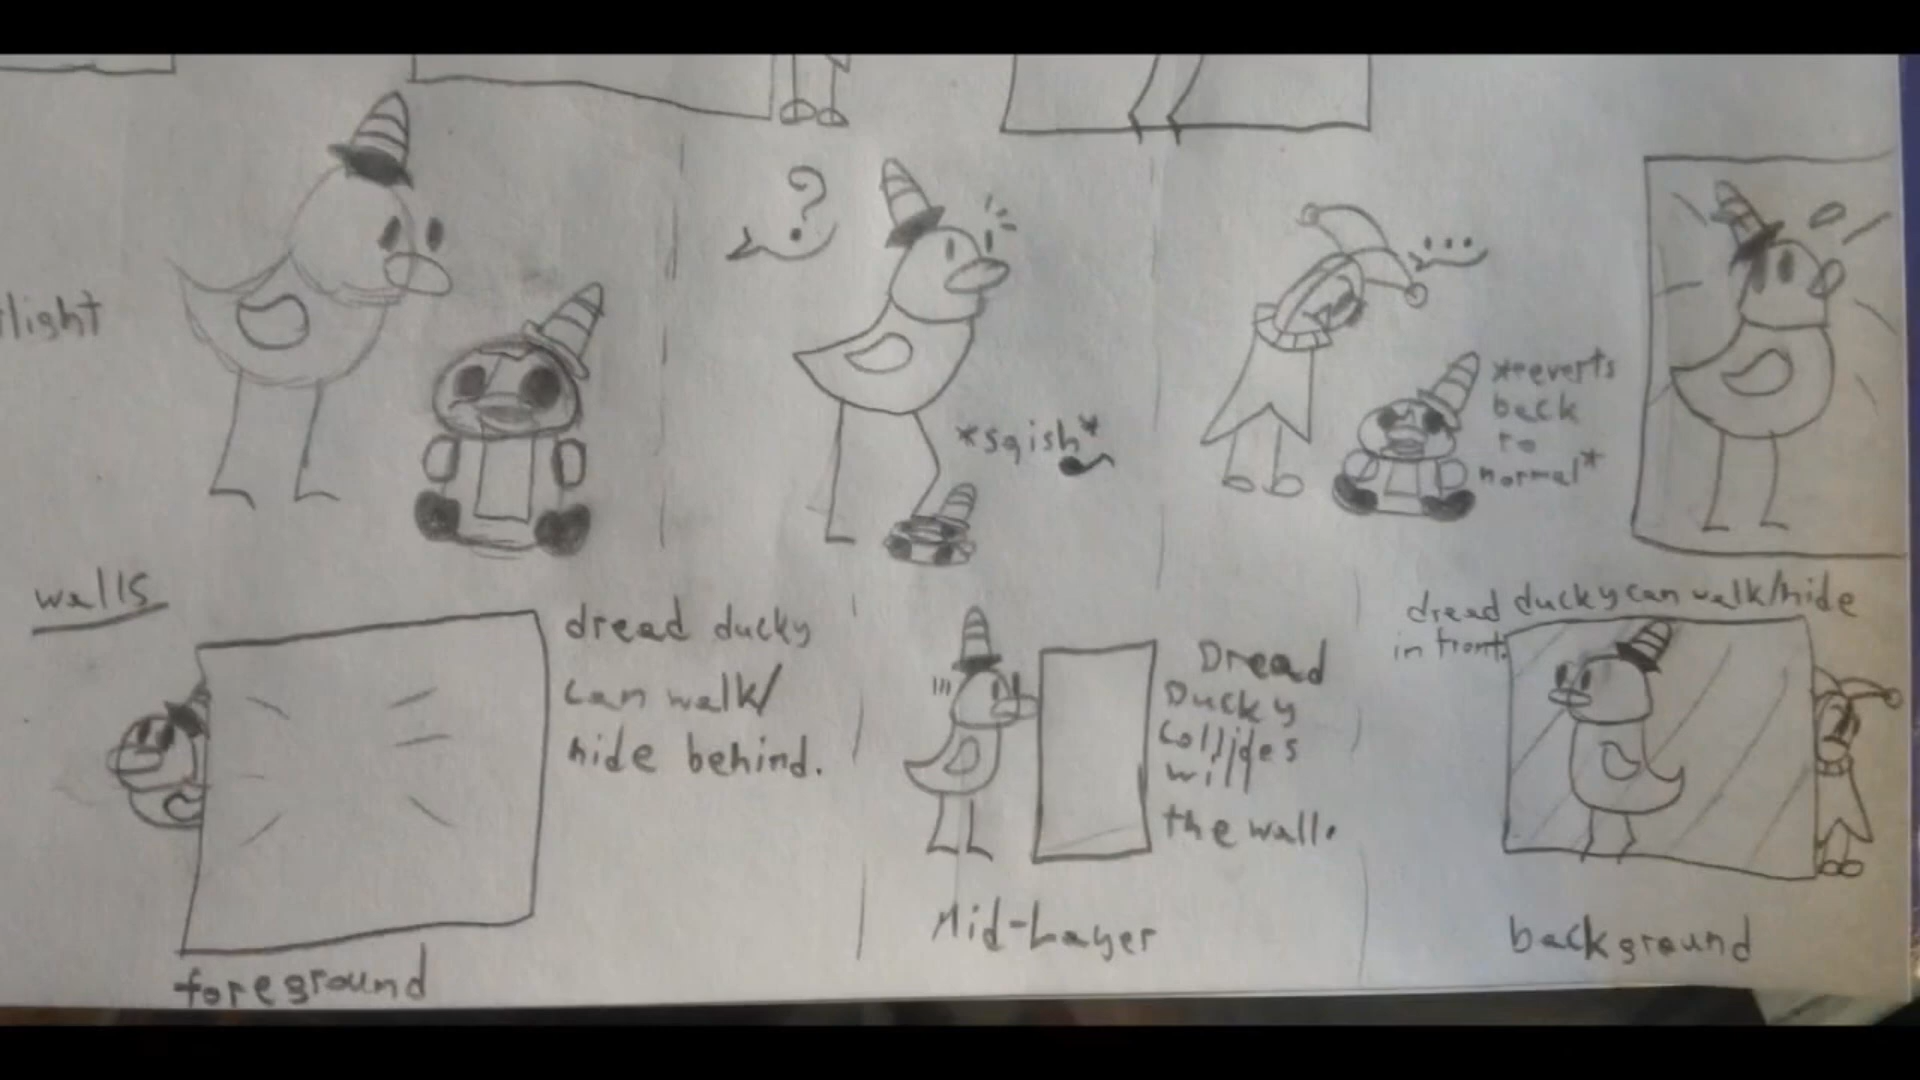 ?
...
light
*sqish*
*reverts
back
to
normal*
walls
dread ducky
can walk/
hide behind.
foreground
Dread
Ducky
collides
with
the wall.
Mid-Layer
dread ducky can walk/hide
in front.
background